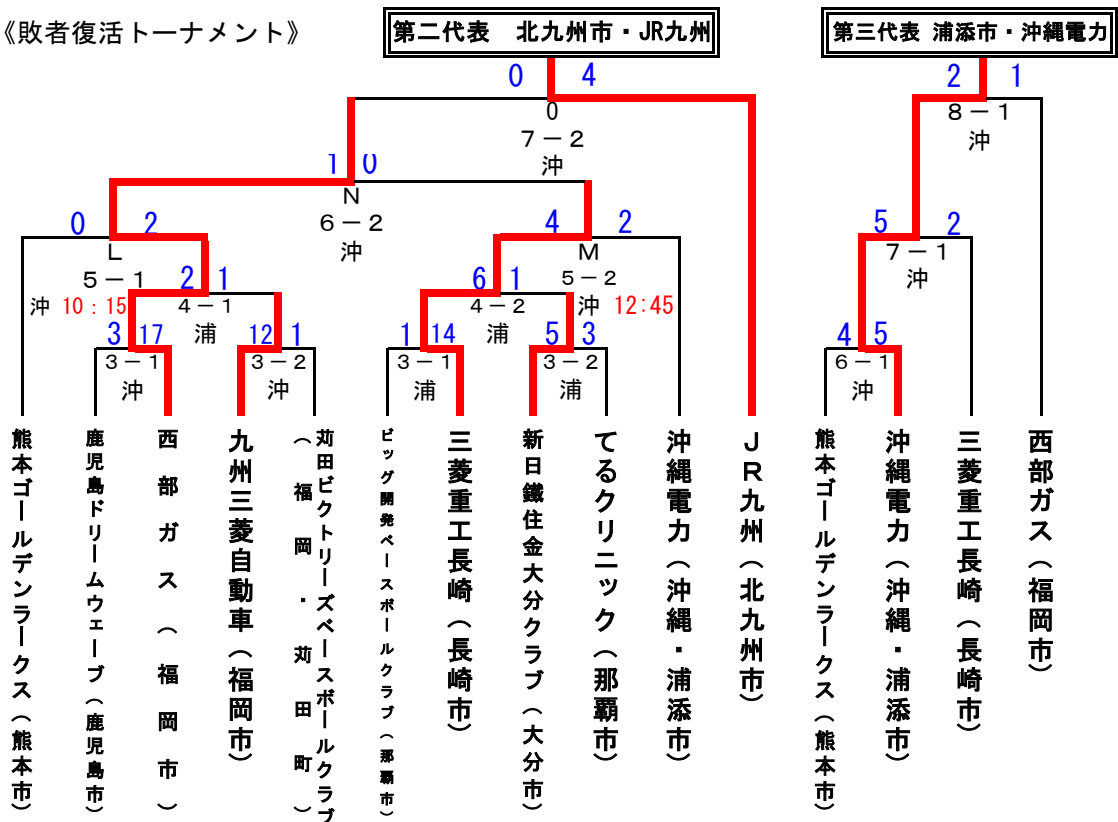 《敗者復活トーナメント》
第二代表 北九州市・JR九州
第三代表 浦添市・沖縄電力
0 4
2 1
0
7－2
沖
8－1
沖
1 0
N
6－2
沖
0 2
L
5－1
沖 10:15
4 2
M
5－2
沖 12:45
5 2
7－1
沖
2 1
4－1
浦
6 1
4－2
浦
3 17
3－1
沖
12 1
3－2
沖
1 14
3－1
浦
5 3
3－2
浦
4 5
6－1
沖
熊本ゴールデンラークス（熊本市）
鹿児島ドリームウェーブ（鹿児島市）
西部ガス（福岡市）
九州三菱自動車（福岡市）
苅田ビクトリーズベースボールクラブ
（福岡・苅田町）
ビッグ開発ベースボールクラブ（那覇市）
三菱重工長崎（長崎市）
新日鐵住金大分クラブ（大分市）
てるクリニック（那覇市）
沖縄電力（沖縄・浦添市）
JR九州（北九州市）
熊本ゴールデンラークス（熊本市）
沖縄電力（沖縄・浦添市）
三菱重工長崎（長崎市）
西部ガス（福岡市）